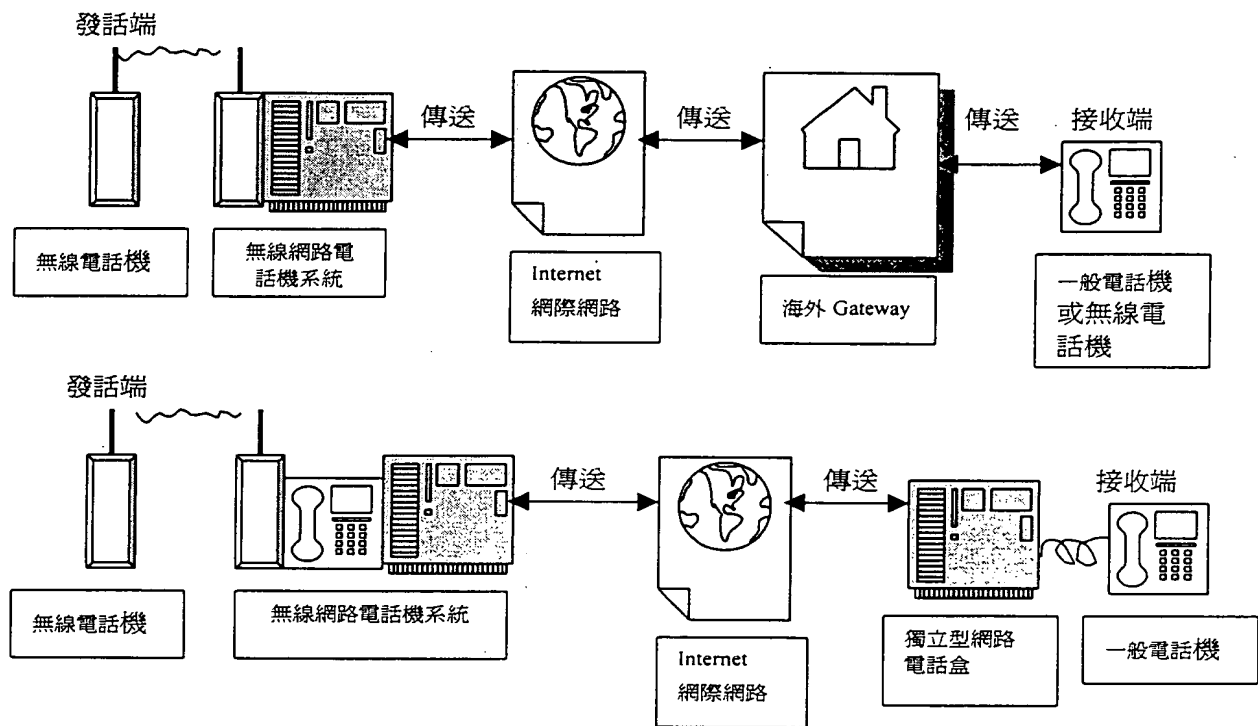 發話端
傳送
傳送
傳送
接收端
無線電話機
無線網路電
話機系統
Internet
網際網路
海外 Gateway
一般電話機
或無線電
話機
發話端
傳送
傳送
接收端
無線電話機
無線網路電話機系統
Internet
網際網路
獨立型網路
電話盒
一般電話機